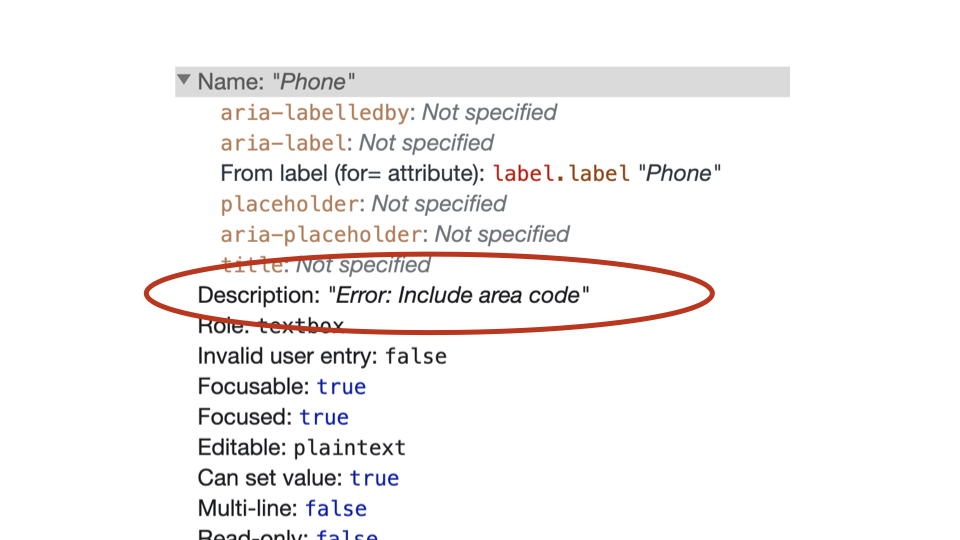 Name: "Phone"
aria-labelledby: Not specified
aria-label: Not specified
From label (for= attribute): label.label "Phone"
placeholder: Not specified
aria-placeholder: Not specified
title: Not specified
Description: "Error: Include area code"
Role: textbox
Invalid user entry: false
Focusable: true
Focused: true
Editable: plaintext
Can set value: true
Multi-line: false
Read-only: false